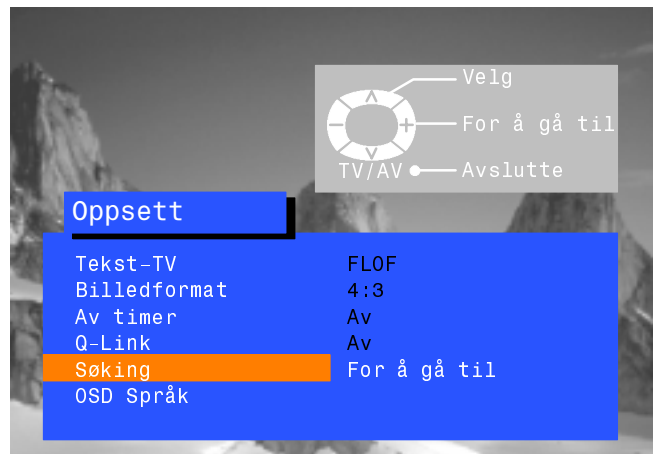 Velg
For å gå til
TV/AV Avslutte
Oppsett
Tekst-TV FLOF
Billedformat 4:3
Av timer Av
Q-Link Av
Søking For å gå til
OSD Språk